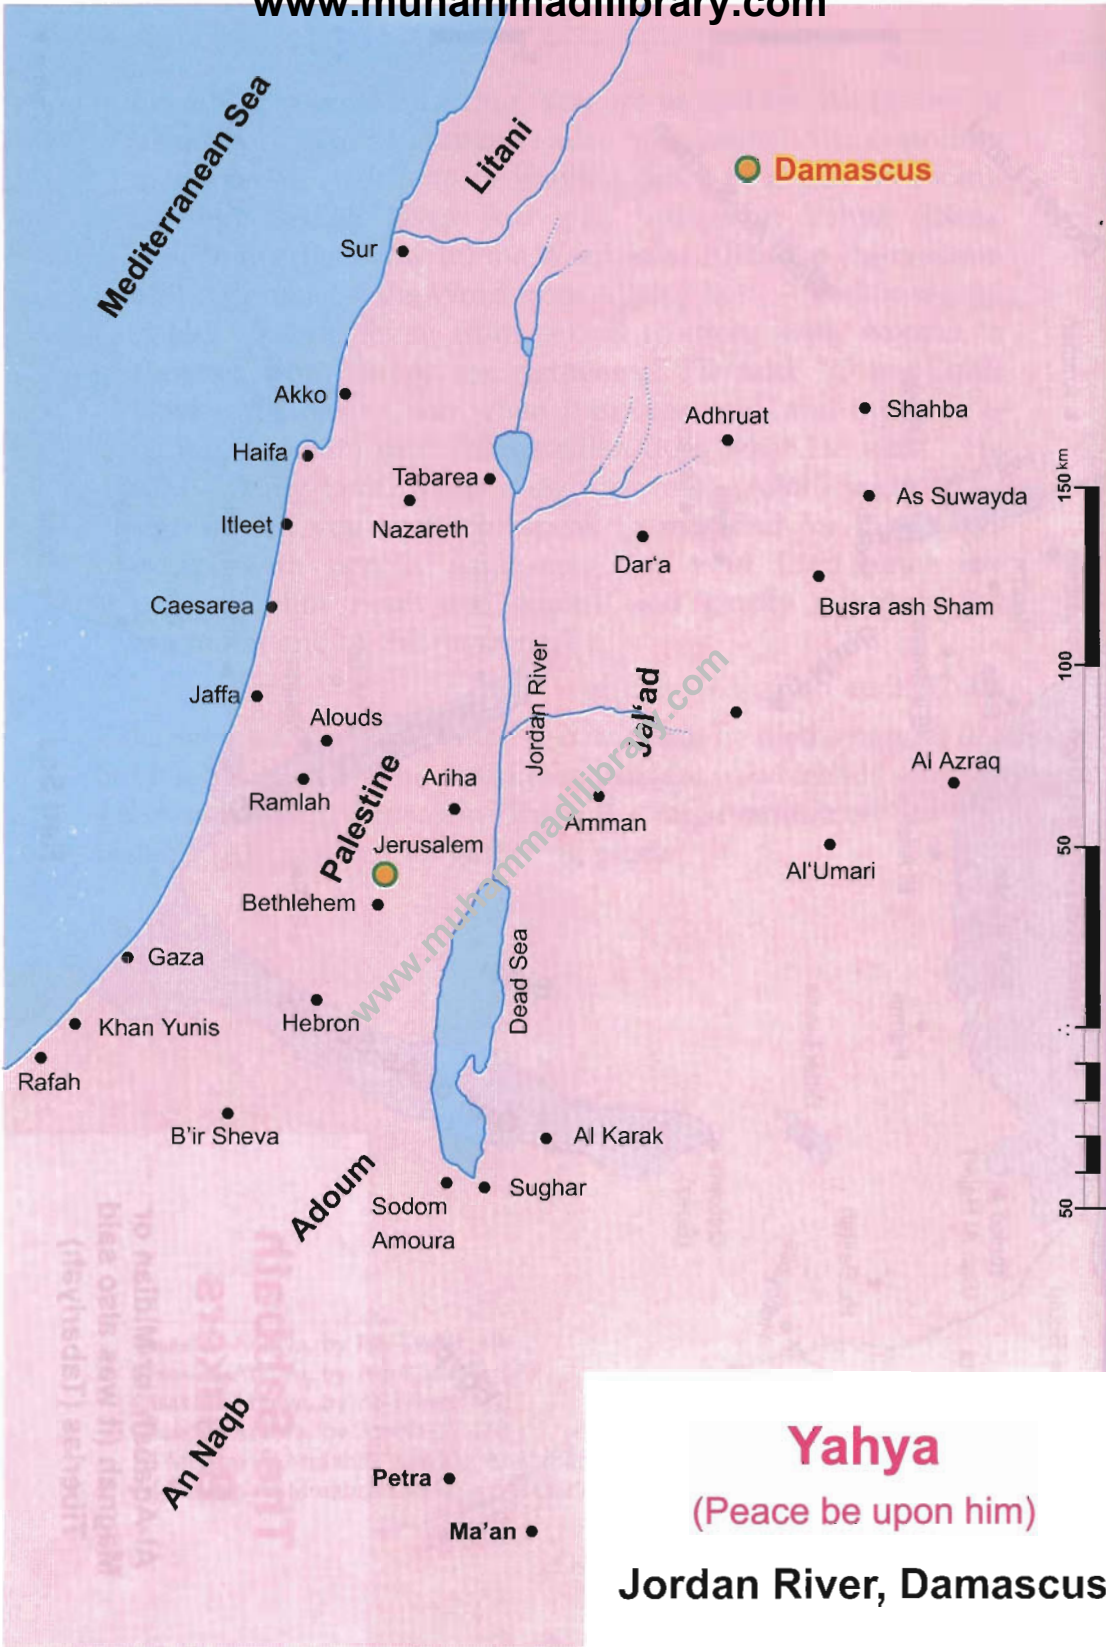 www.muhammadilibrary.com
Mediterranean Sea
Litani
Damascus
Sur
Akko
Adhruat
Shahba
Haifa
Tabarea
150 km
As Suwayda
Itleet
Nazareth
Dar‘a
Caesarea
Busra ash Sham
Jordan River
Jal‘ad
100
Jaffa
Alouds
Al Azraq
Ariha
Ramlah
Palestine
Amman
Jerusalem
50
Al‘Umari
Bethlehem
Gaza
Dead Sea
Hebron
Khan Yunis
Rafah
B’ir Sheva
Al Karak
Adoum
Sughar
Sodom
Amoura
50
An Naqb
Petra
Ma’an
www.muhammadilibrary.com
Yahya
(Peace be upon him)
Jordan River, Damascus